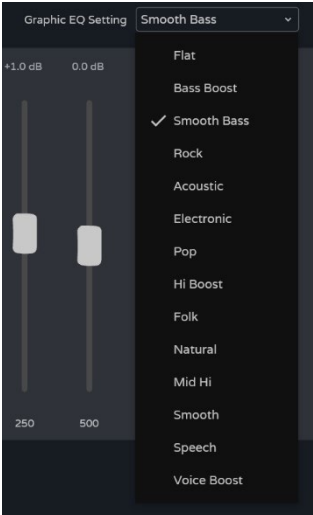 Graphic EQ Setting Smooth Bass
+1.0 dB 0.0 dB
Flat
Bass Boost
Smooth Bass
Rock
Acoustic
Electronic
Pop
Hi Boost
Folk
Natural
Mid Hi
Smooth
Speech
Voice Boost
250 500